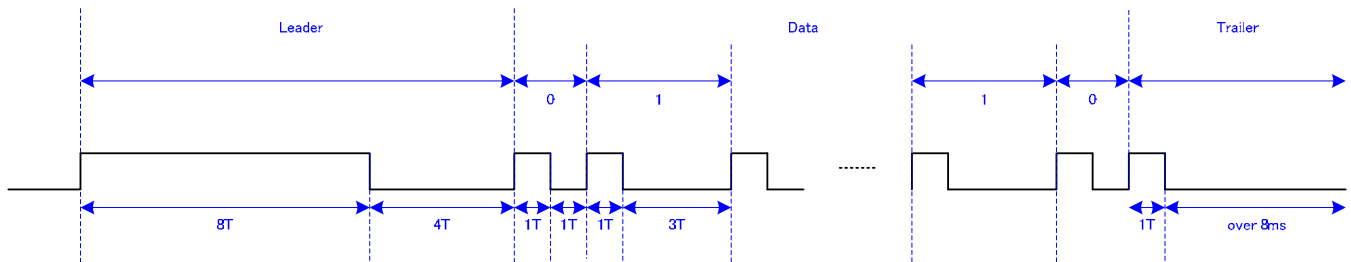 Leader Data Trailer
0 1 1 0
8T 4T 1T 1T 1T 3T 1T over 8ms